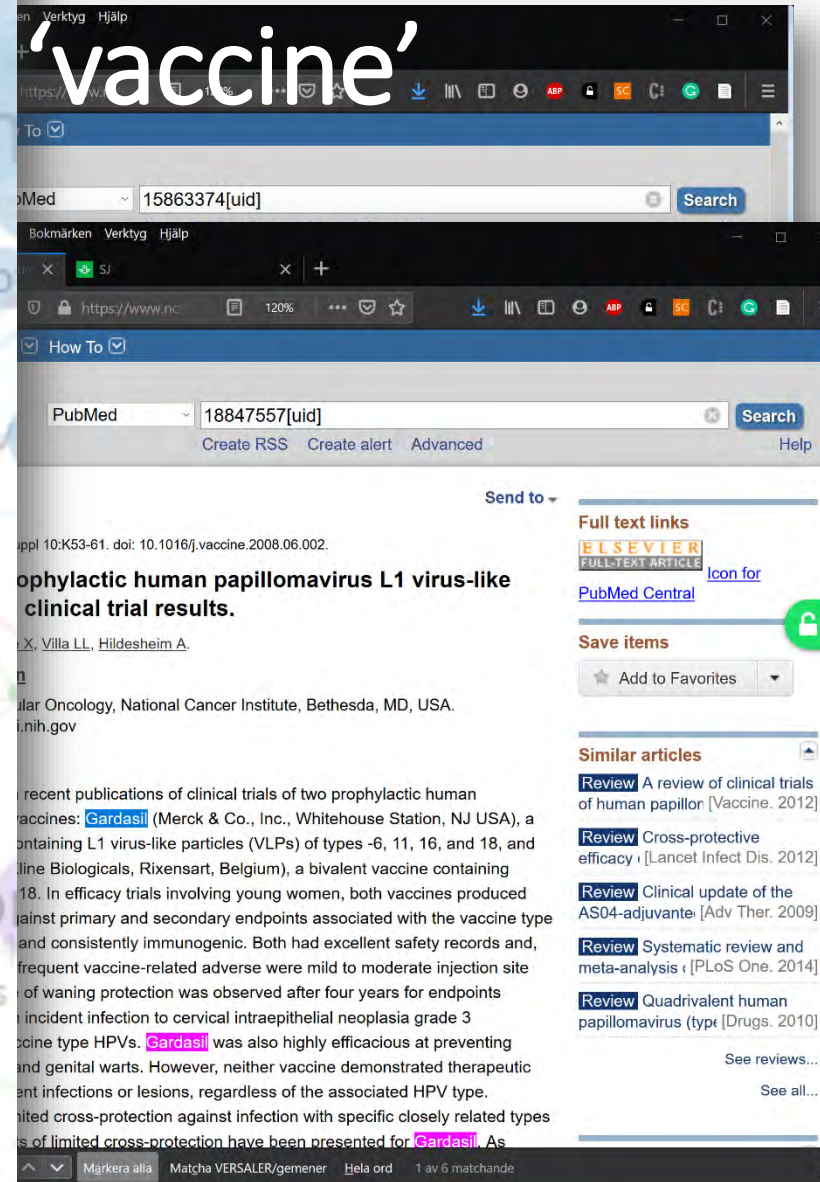 en Verktyg Hjälp
‘vaccine’
https://w
ABP SC
To
Med 15863374[uid] Search
Bokmärken Verktyg Hjälp
SJ
https://www.nc 120%
ABP SC
How To
PubMed 18847557[uid] Search
Create RSS Create alert Advanced Help
Send to
uppl 10:K53-61. doi: 10.1016/j.vaccine.2008.06.002.
ophylactic human papillomavirus L1 virus-like
clinical trial results.
X, Villa LL, Hildesheim A.
n
ular Oncology, National Cancer Institute, Bethesda, MD, USA.
i.nih.gov
recent publications of clinical trials of two prophylactic human
vaccines: Gardasil (Merck & Co., Inc., Whitehouse Station, NJ USA), a
ontaining L1 virus-like particles (VLPs) of types -6, 11, 16, and 18, and
line Biologicals, Rixensart, Belgium), a bivalent vaccine containing
18. In efficacy trials involving young women, both vaccines produced
gainst primary and secondary endpoints associated with the vaccine type
and consistently immunogenic. Both had excellent safety records and,
frequent vaccine-related adverse were mild to moderate injection site
of waning protection was observed after four years for endpoints
incident infection to cervical intraepithelial neoplasia grade 3
ccine type HPVs. Gardasil was also highly efficacious at preventing
and genital warts. However, neither vaccine demonstrated therapeutic
ent infections or lesions, regardless of the associated HPV type.
ited cross-protection against infection with specific closely related types
s of limited cross-protection have been presented for Gardasil. As
Full text links
ELSEVIER
FULL-TEXT ARTICLE
Icon for
PubMed Central
Save items
Add to Favorites
Similar articles
Review A review of clinical trials
of human papillor [Vaccine. 2012]
Review Cross-protective
efficacy [Lancet Infect Dis. 2012]
Review Clinical update of the
AS04-adjuvante [Adv Ther. 2009]
Review Systematic review and
meta-analysis [PLoS One. 2014]
Review Quadrivalent human
papillomavirus (type [Drugs. 2010]
See reviews...
See all...
Markera alla Matcha VERSALER/gemener Hela ord 1 av 6 matchande